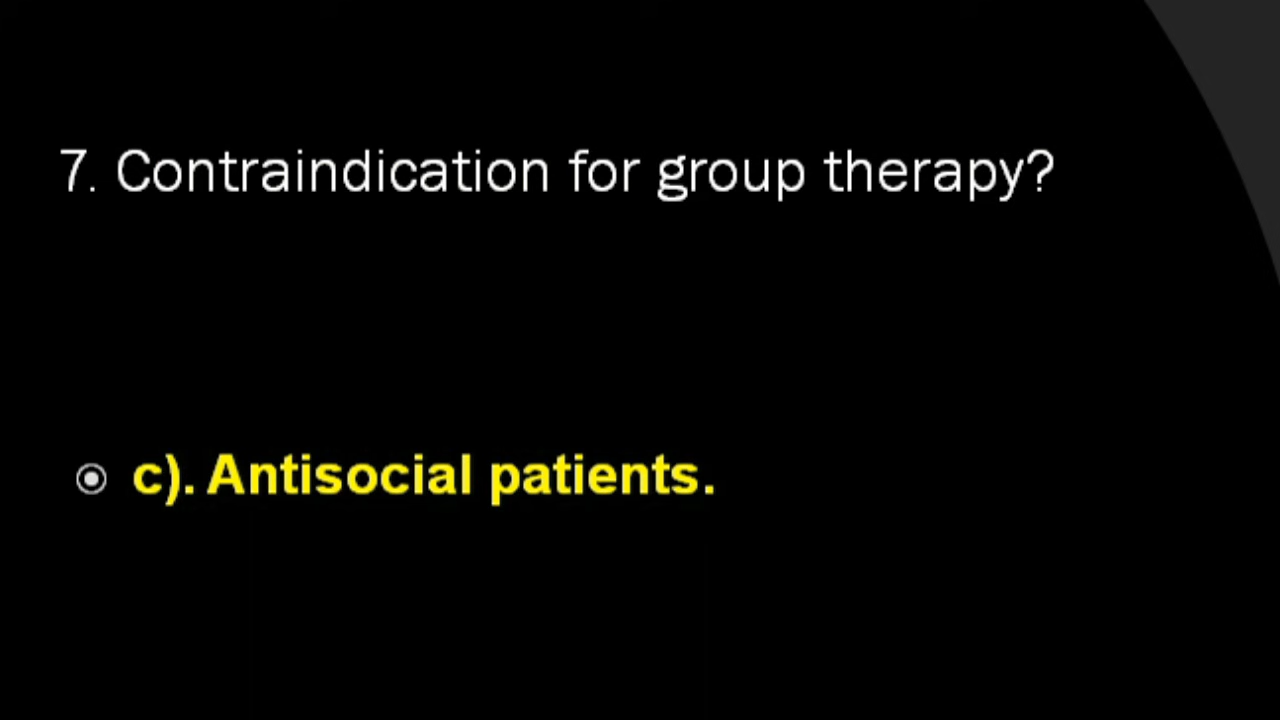 7. Contraindication for group therapy?
c). Antisocial patients.